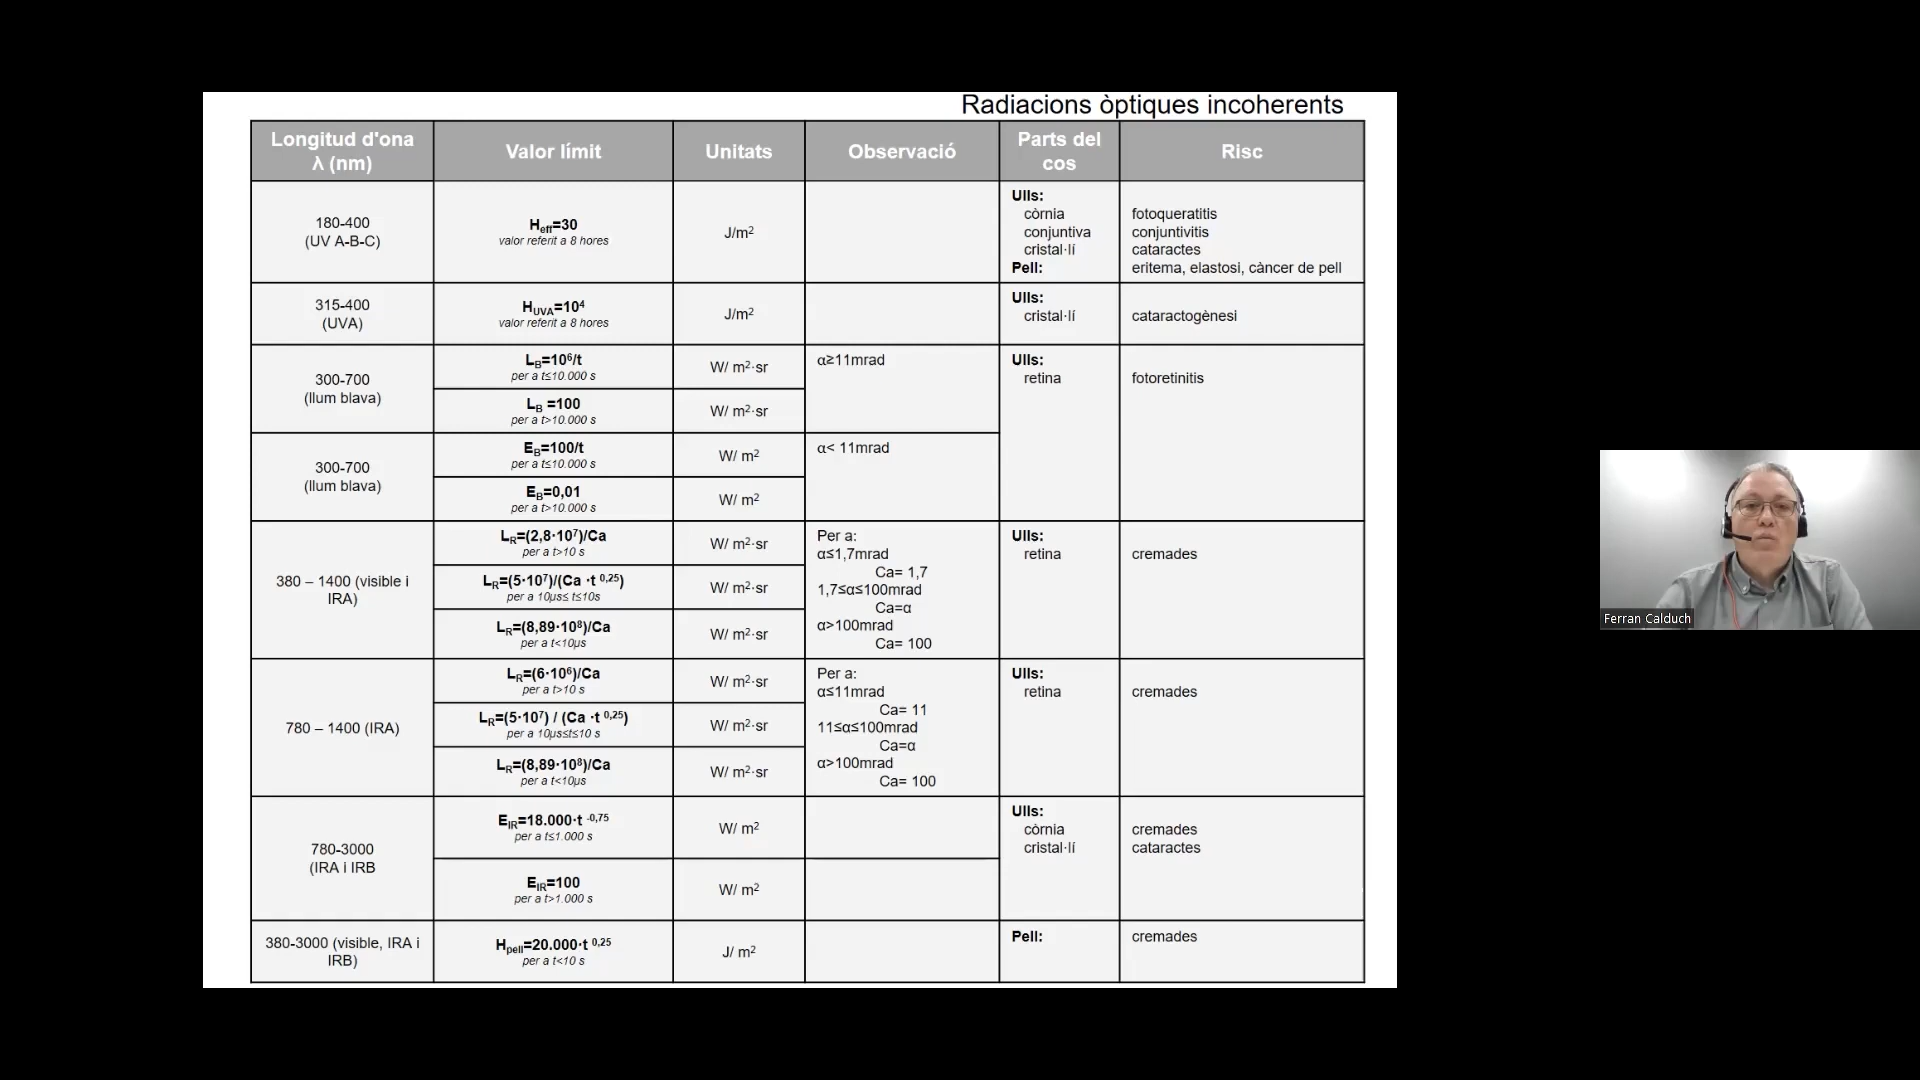 Radiacions òptiques incoherents
Longitud d'ona
λ (nm)
Valor límit
Unitats
Observació
Parts del
cos
Risc
180-400
(UV A-B-C)
Heff=30
valor referit a 8 hores
J/m²
Ulls:
còrnia
conjuntiva
cristal·lí
Pell:
fotoqueratitis
conjuntivitis
cataractes
eritema, elastosi, càncer de pell
315-400
(UVA)
HUVA=10⁴
valor referit a 8 hores
J/m²
Ulls:
cristal·lí
cataractogènesi
300-700
(llum blava)
LB=10⁶/t
per a t≤10.000 s
W/ m²·sr
LB =100
per a t>10.000 s
W/ m²·sr
α≥11mrad
Ulls:
retina
fotoretinitis
300-700
(llum blava)
EB=100/t
per a t≤10.000 s
W/ m²
EB=0,01
per a t>10.000 s
W/ m²
α< 11mrad
380 – 1400 (visible i
IRA)
LR=(2,8·10⁷)/Ca
per a t>10 s
W/ m²·sr
LR=(5·10⁷)/(Ca ·t 0,25)
per a 10µs≤ t≤10s
W/ m²·sr
LR=(8,89·10⁸)/Ca
per a t<10µs
W/ m²·sr
Per a:
α≤1,7mrad
Ca= 1,7
1,7≤α≤100mrad
Ca=α
α>100mrad
Ca= 100
Ulls:
retina
cremades
780 – 1400 (IRA)
LR=(6·10⁶)/Ca
per a t>10 s
W/ m²·sr
LR=(5·10⁷) / (Ca ·t 0,25)
per a 10µs≤t≤10 s
W/ m²·sr
LR=(8,89·10⁸)/Ca
per a t<10µs
W/ m²·sr
Per a:
α≤11mrad
Ca= 11
11≤α≤100mrad
Ca=α
α>100mrad
Ca= 100
Ulls:
retina
cremades
780-3000
(IRA i IRB
EIR=18.000·t -0,75
per a t≤1.000 s
W/ m²
EIR=100
per a t>1.000 s
W/ m²
Ulls:
còrnia
cristal·lí
cremades
cataractes
380-3000 (visible, IRA i
IRB)
Hpell=20.000·t 0,25
per a t<10 s
J/ m²
Pell:
cremades
Ferran Calduch